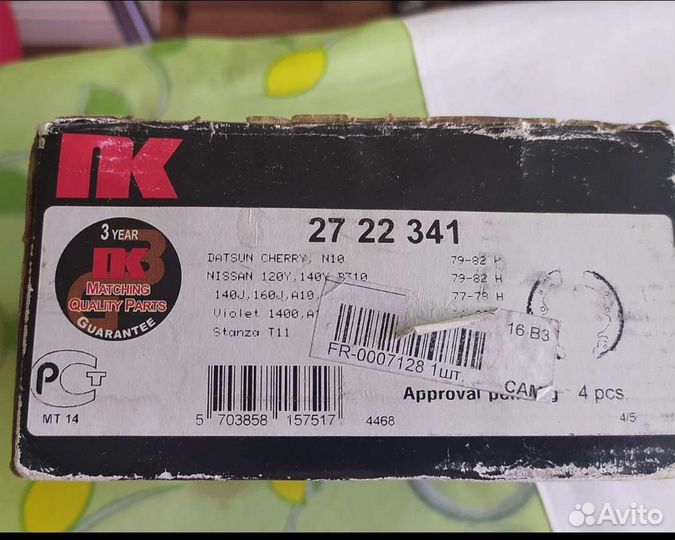 NK
27 22 341
3 YEAR
NK
MATCHING
QUALITY PARTS
GUARANTEE
DATSUN CHERRY, N10 79-82 H
NISSAN 120Y,140Y B310 79-82 H
140J,160J,A10, 77-78 H
Violet 1400,
Stanza T11
16-B3
FR-0007128 1шт.
Approval 4 pcs.
РСТ
MT 14
5 703858 157517 4468
4/5
Avito